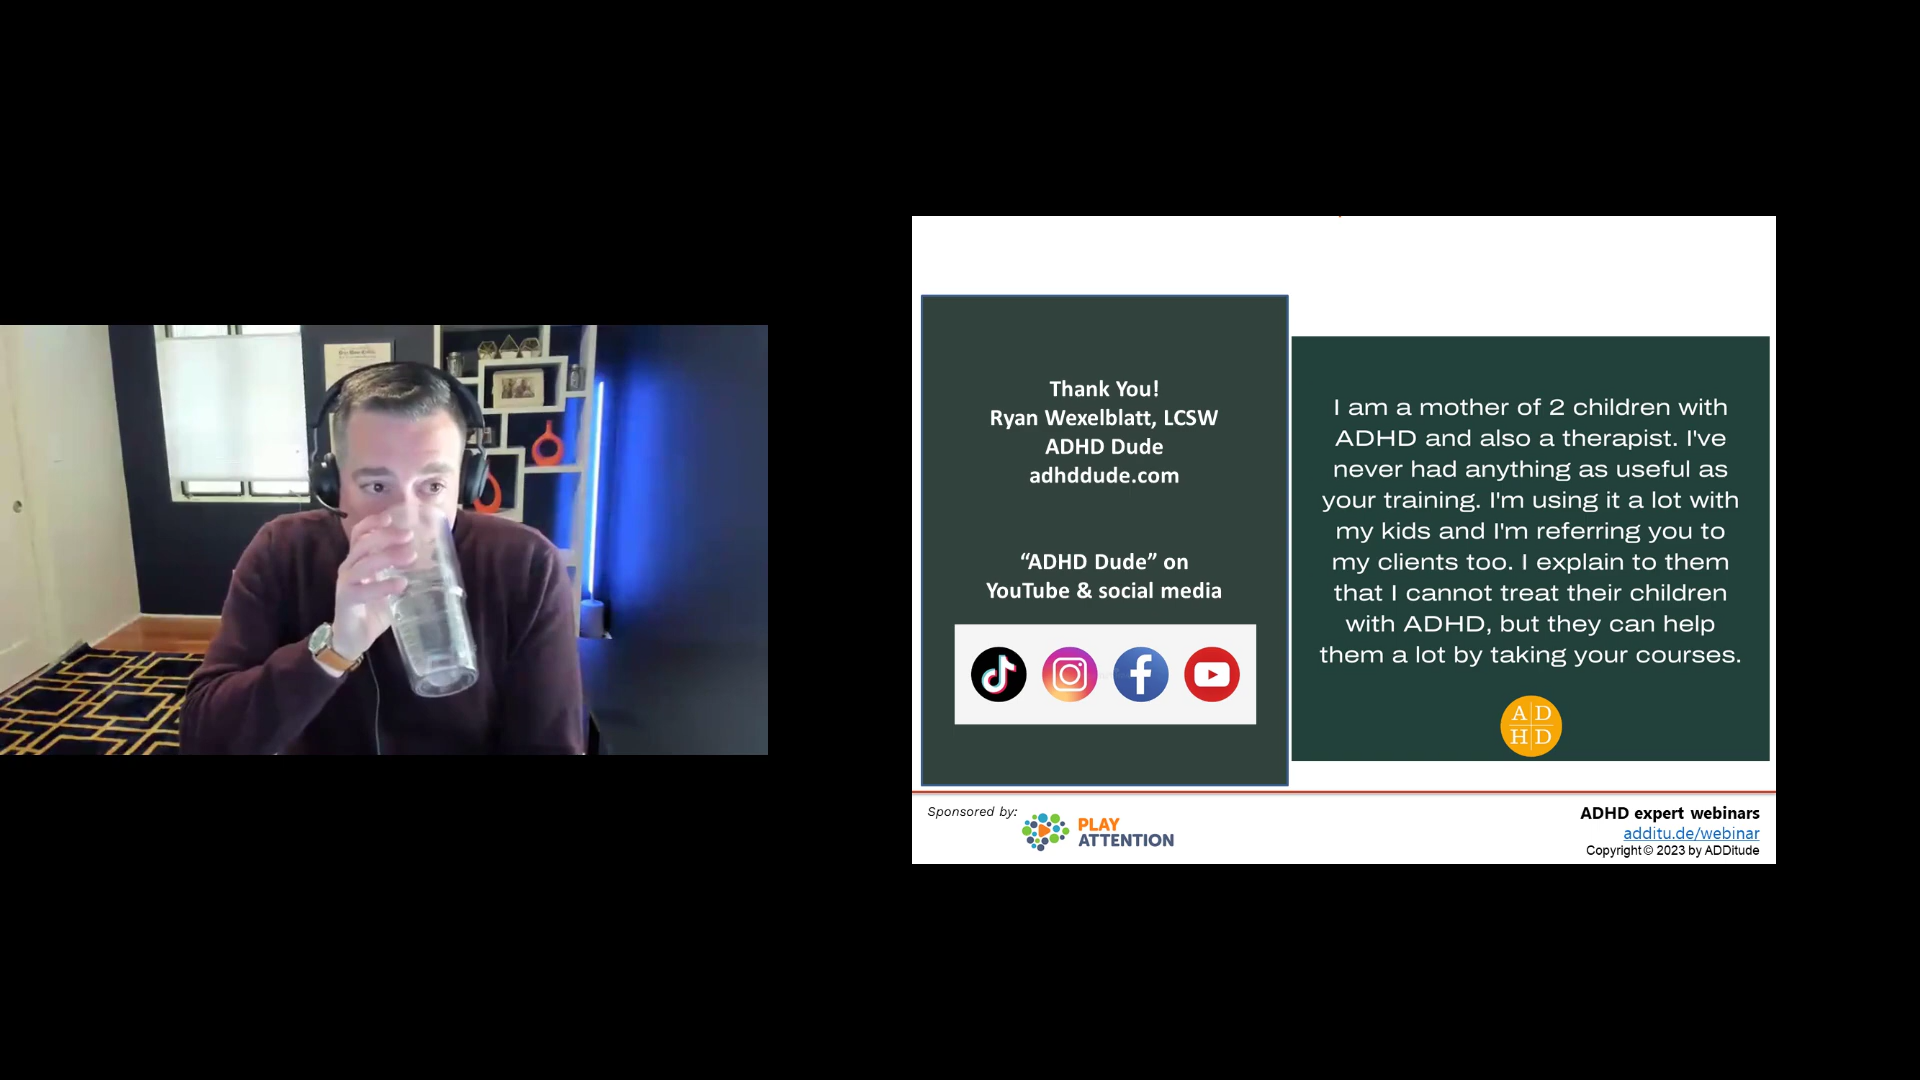 Thank You!
Ryan Wexelblatt, LCSW
ADHD Dude
adhddude.com
“ADHD Dude” on
YouTube & social media
I am a mother of 2 children with
ADHD and also a therapist. I've
never had anything as useful as
your training. I'm using it a lot with
my kids and I'm referring you to
my clients too. I explain to them
that I cannot treat their children
with ADHD, but they can help
them a lot by taking your courses.
A D
H D
Sponsored by:
PLAY
ATTENTION
ADHD expert webinars
additu.de/webinar
Copyright © 2023 by ADDitude